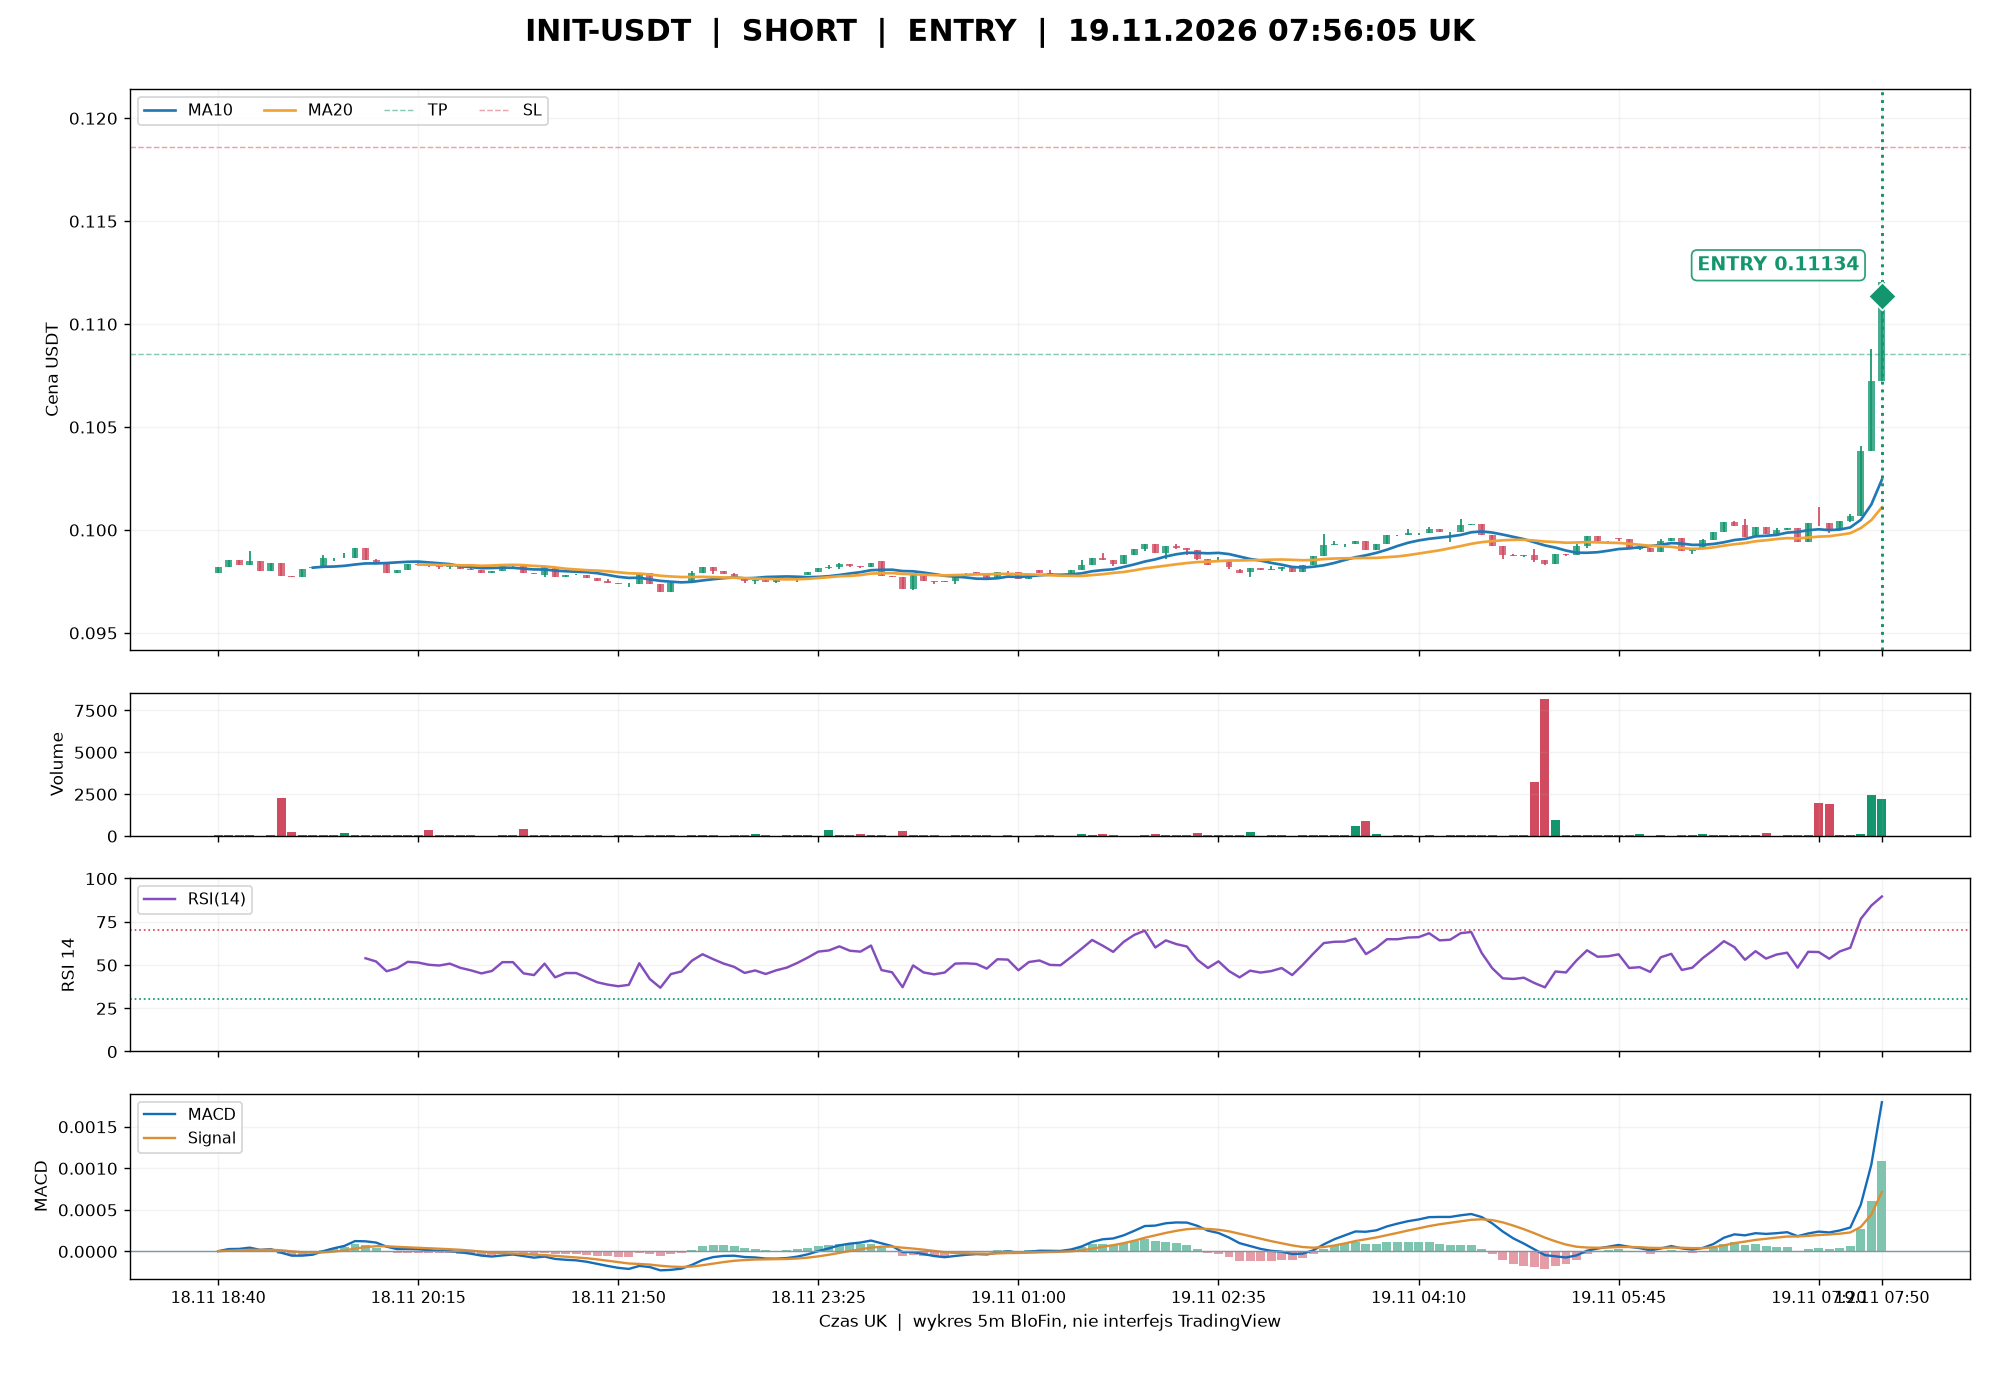 INIT-USDT | SHORT | ENTRY | 19.11.2026 07:56:05 UK
MA10 MA20 TP SL
0.120
0.115
0.110
0.105
0.100
0.095
Cena USDT
ENTRY 0.11134
7500
5000
2500
0
Volume
RSI(14)
100
75
50
25
0
RSI 14
MACD
Signal
0.0015
0.0010
0.0005
0.0000
MACD
18.11 18:40 18.11 20:15 18.11 21:50 18.11 23:25 19.11 01:00 19.11 02:35 19.11 04:10 19.11 05:45 19.11 07:20 19.11 07:50
Czas UK | wykres 5m BloFin, nie interfejs TradingView